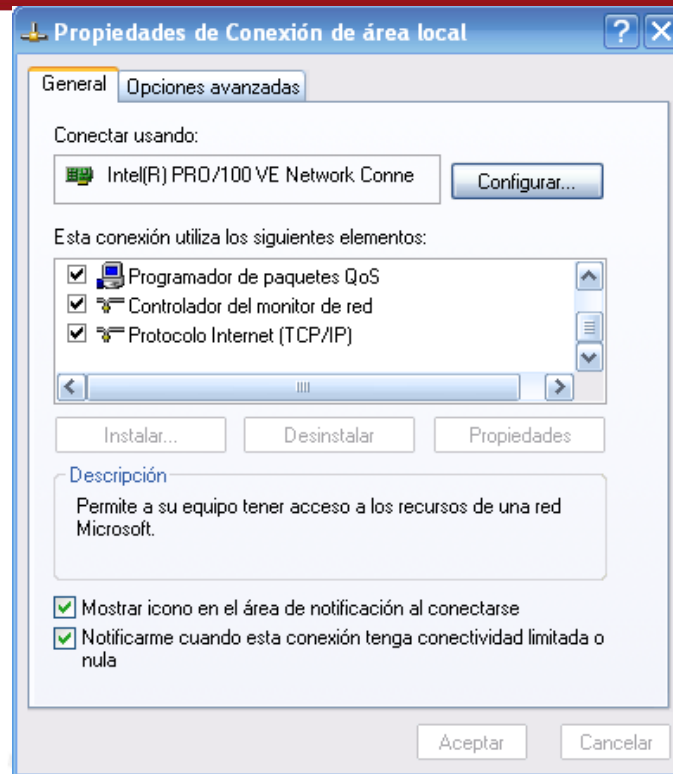 Propiedades de Conexión de área local
General
Opciones avanzadas
Conectar usando:
Intel(R) PRO/100 VE Network Conne
Configurar...
Esta conexión utiliza los siguientes elementos:
Programador de paquetes QoS
Controlador del monitor de red
Protocolo Internet (TCP/IP)
Instalar...
Desinstalar
Propiedades
Descripción
Permite a su equipo tener acceso a los recursos de una red
Microsoft.
Mostrar icono en el área de notificación al conectarse
Notificarme cuando esta conexión tenga conectividad limitada o
nula
Aceptar
Cancelar